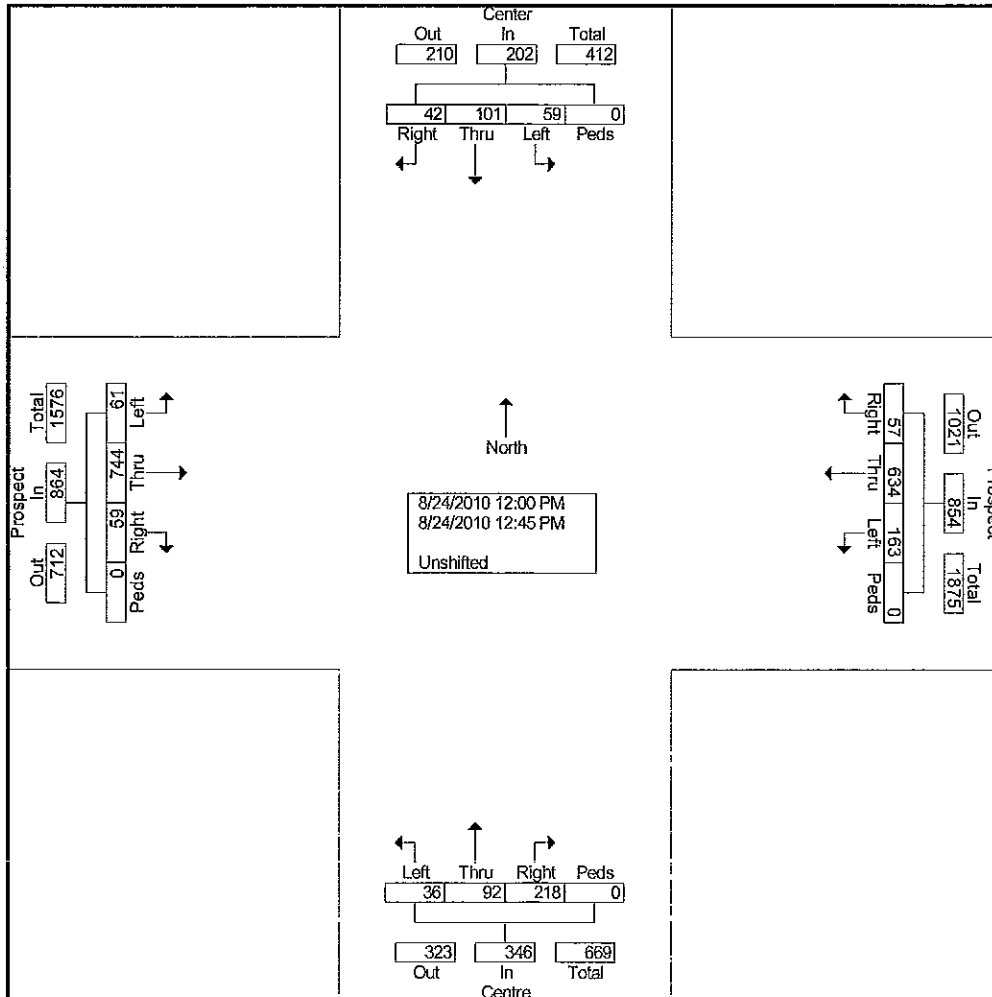 Center
Out In Total
210 202 412
42 101 59 0
Right Thru Left Peds
North
8/24/2010 12:00 PM
8/24/2010 12:45 PM
Unshifted
Prospect
Total In Out
1576 864 712
61 744 59 0
Left Thru Right Peds
Right Thru Left Peds
57 634 163 0
Out In Total
1021 854 1875
Left Thru Right Peds
36 92 218 0
323 346 669
Out In Total
Centre